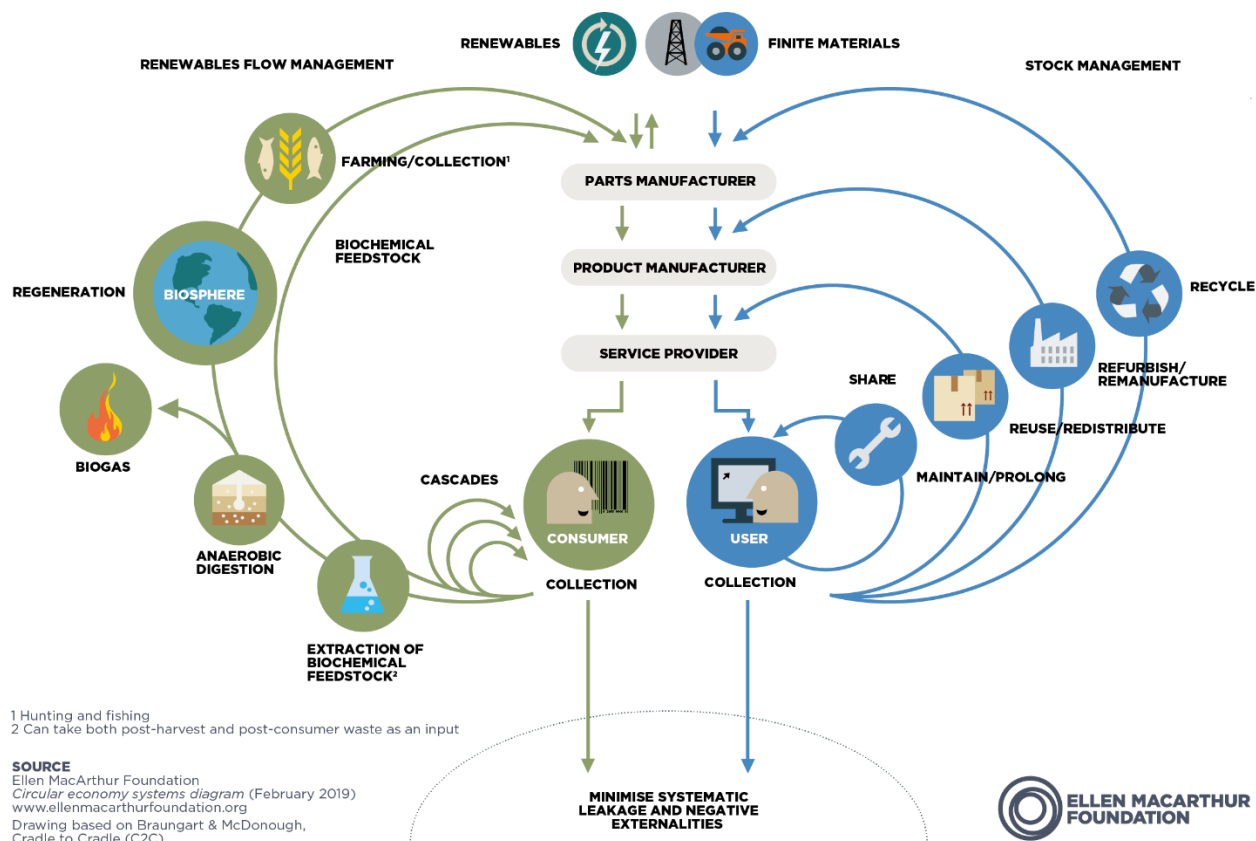 RENEWABLES
FINITE MATERIALS
RENEWABLES FLOW MANAGEMENT
STOCK MANAGEMENT
FARMING/COLLECTION¹
PARTS MANUFACTURER
BIOCHEMICAL
FEEDSTOCK
PRODUCT MANUFACTURER
REGENERATION
BIOSPHERE
RECYCLE
SERVICE PROVIDER
SHARE
REFURBISH/
REMANUFACTURE
REUSE/REDISTRIBUTE
BIOGAS
CASCADES
MAINTAIN/PROLONG
CONSUMER
USER
ANAEROBIC
DIGESTION
COLLECTION
COLLECTION
EXTRACTION OF
BIOCHEMICAL
FEEDSTOCK²
1 Hunting and fishing
2 Can take both post-harvest and post-consumer waste as an input
SOURCE
Ellen MacArthur Foundation
Circular economy systems diagram (February 2019)
www.ellenmacarthurfoundation.org
Drawing based on Braungart & McDonough,
Cradle to Cradle (C2C)
MINIMISE SYSTEMATIC
LEAKAGE AND NEGATIVE
EXTERNALITIES
ELLEN MACARTHUR
FOUNDATION